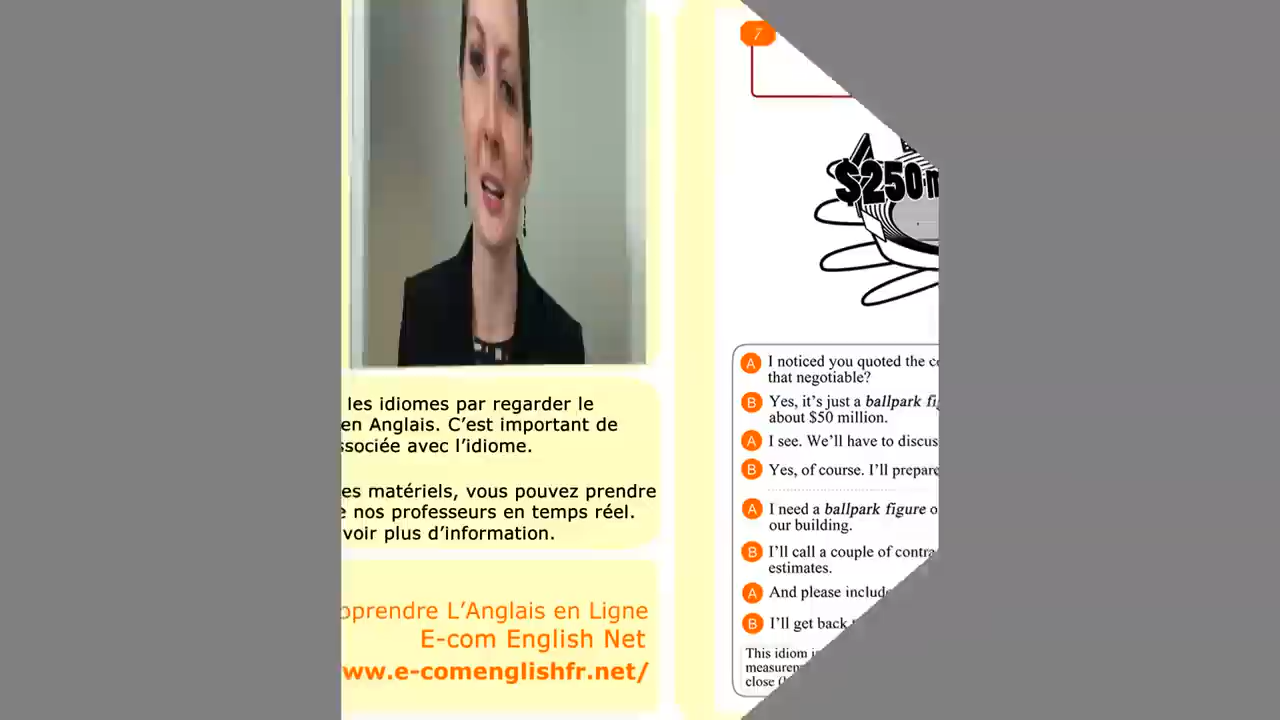 les idiomes par regarder le
en Anglais. C’est important de
ssociée avec l’idiome.
es matériels, vous pouvez prendre
nos professeurs en temps réel.
voir plus d’information.
pprendre L’Anglais en Ligne
E-com English Net
ww.e-comenglishfr.net/
7
$250
A I noticed you quoted the
that negotiable?
B Yes, it’s just a ballpark
about $50 million.
A I see. We’ll have to discus
B Yes, of course. I’ll prepare
A I need a ballpark figure
our building.
B I’ll call a couple of contra
estimates.
A And please include
B I’ll get back
This idiom
measurem
close